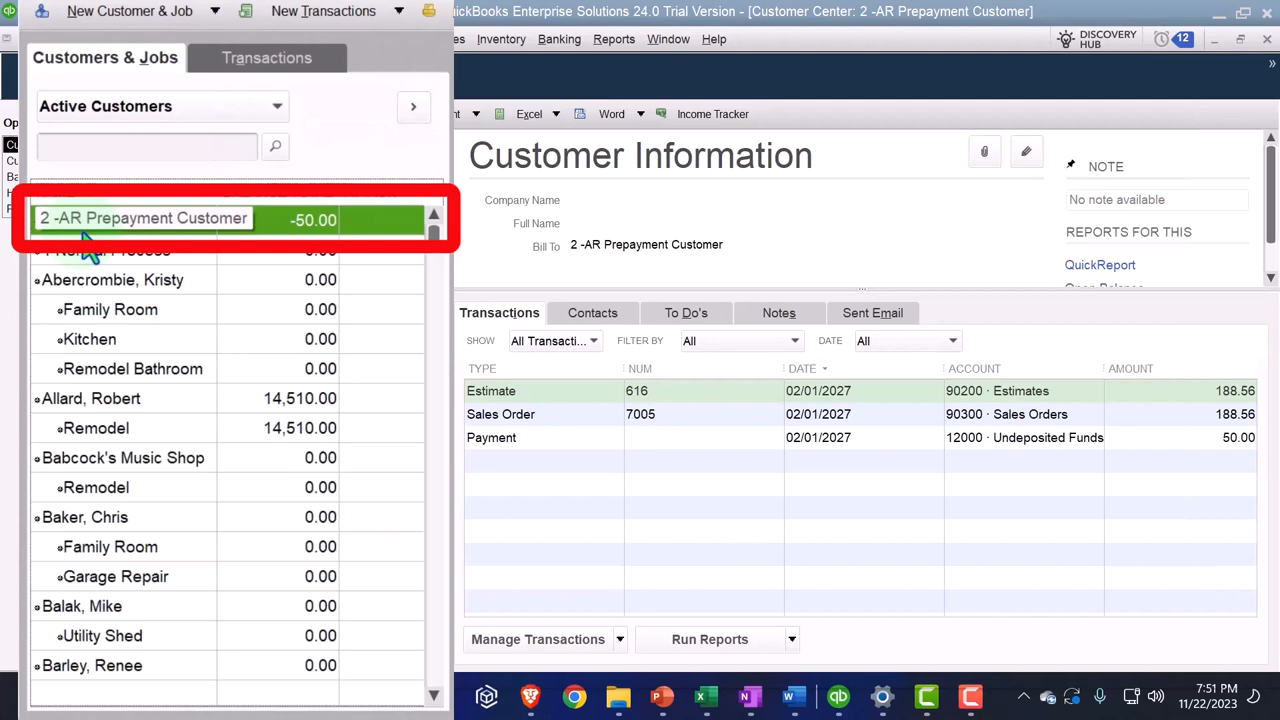 New Customer & Job
New Transactions
QuickBooks Enterprise Solutions 24.0 Trial Version - [Customer Center: 2 -AR Prepayment Customer]
Inventory Banking Reports Window Help
DISCOVERY
HUB
12
Customers & Jobs
Transactions
Active Customers
Excel
Word
Income Tracker
2 -AR Prepayment Customer -50.00
Abercrombie, Kristy 0.00
Family Room 0.00
Kitchen 0.00
Remodel Bathroom 0.00
Allard, Robert 14,510.00
Remodel 14,510.00
Babcock's Music Shop 0.00
Remodel 0.00
Baker, Chris 0.00
Family Room 0.00
Garage Repair 0.00
Balak, Mike 0.00
Utility Shed 0.00
Barley, Renee 0.00
Customer Information
Company Name
Full Name
Bill To 2 -AR Prepayment Customer
NOTE
No note available
REPORTS FOR THIS
QuickReport
Transactions Contacts To Do's Notes Sent Email
SHOW All Transacti... FILTER BY All DATE All
TYPE NUM DATE ACCOUNT AMOUNT
Estimate 616 02/01/2027 90200 · Estimates 188.56
Sales Order 7005 02/01/2027 90300 · Sales Orders 188.56
Payment 02/01/2027 12000 · Undeposited Funds 50.00
Manage Transactions
Run Reports
7:51 PM
11/22/2023